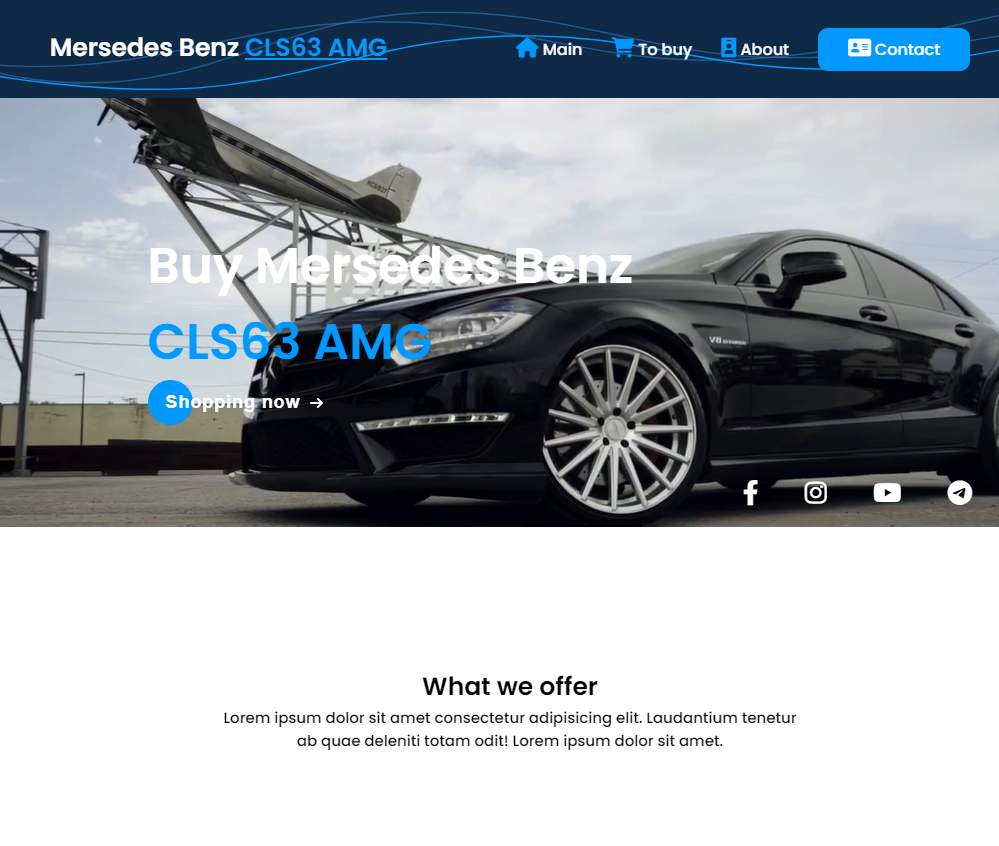 Mersedes Benz CLS63 AMG
Main
To buy
About
Contact
Buy Mersedes Benz
CLS63 AMG
Shopping now →
V8 BITURBO
What we offer
Lorem ipsum dolor sit amet consectetur adipisicing elit. Laudantium tenetur
ab quae deleniti totam odit! Lorem ipsum dolor sit amet.